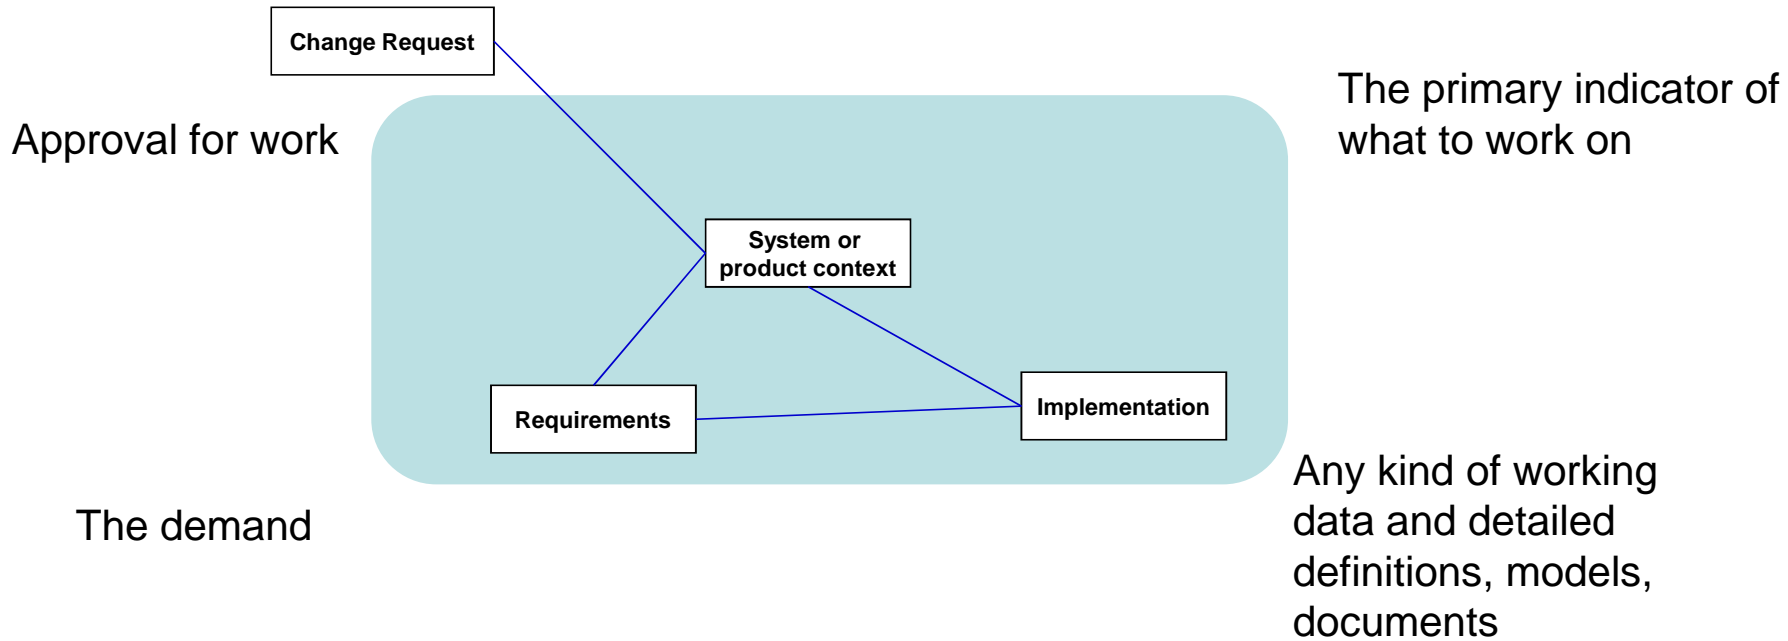 Change Request
Approval for work
The primary indicator of
what to work on
System or
product context
Requirements
Implementation
The demand
Any kind of working
data and detailed
definitions, models,
documents